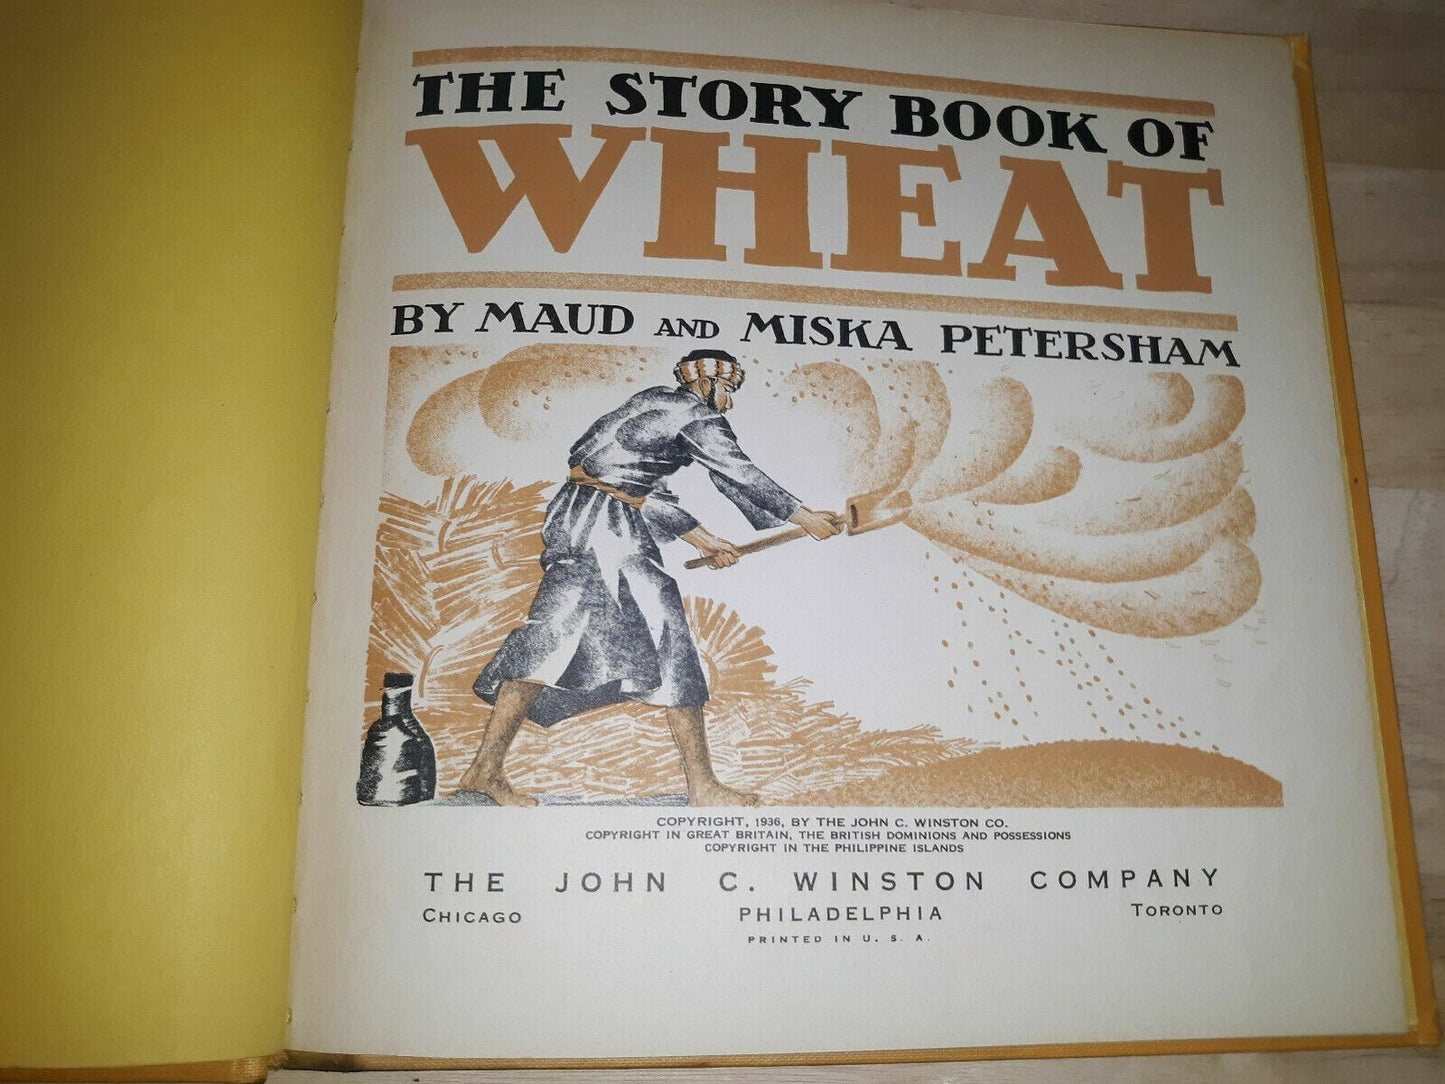 THE STORY BOOK OF
WHEAT
BY MAUD AND MISKA PETERSHAM
COPYRIGHT, 1936, BY THE JOHN C. WINSTON CO.
COPYRIGHT IN GREAT BRITAIN, THE BRITISH DOMINIONS AND POSSESSIONS
COPYRIGHT IN THE PHILIPPINE ISLANDS
THE JOHN C. WINSTON COMPANY
CHICAGO PHILADELPHIA TORONTO
PRINTED IN U. S. A.